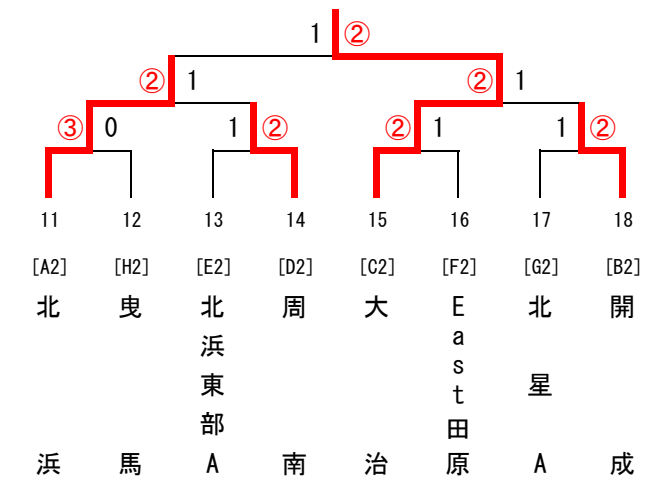 1 ②
② 1 ② 1
③ 0 1 ② ② 1 1 ②
11 12 13 14 15 16 17 18
[A2] [H2] [E2] [D2] [C2] [F2] [G2] [B2]
北浜
曳馬
北浜東部A
周南
大治
East田原
北星A
開成